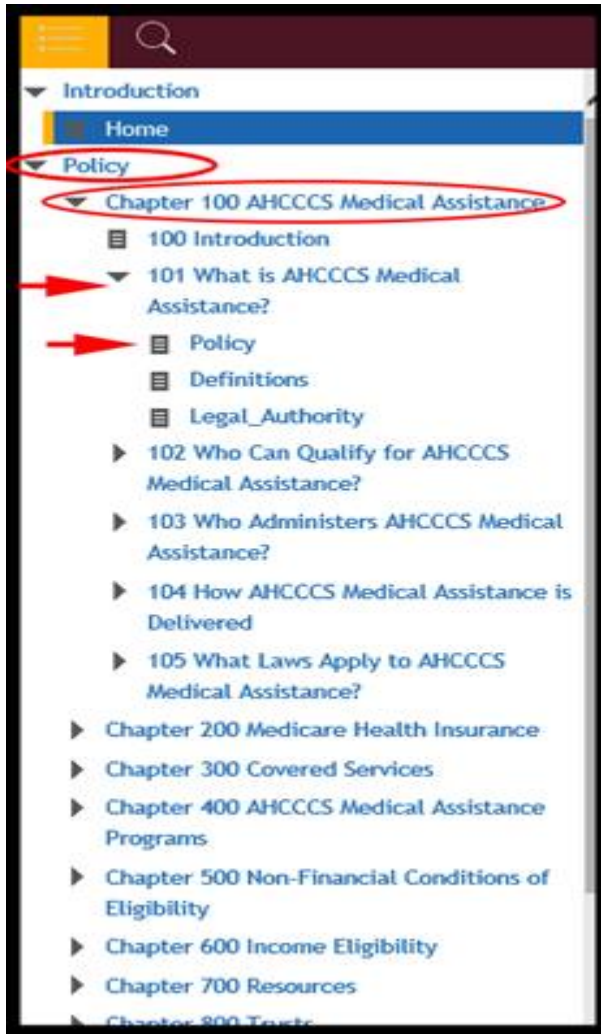 Introduction
Home
Policy
Chapter 100 AHCCCS Medical Assistance
100 Introduction
101 What is AHCCCS Medical
Assistance?
Policy
Definitions
Legal_Authority
102 Who Can Qualify for AHCCCS
Medical Assistance?
103 Who Administers AHCCCS Medical
Assistance?
104 How AHCCCS Medical Assistance is
Delivered
105 What Laws Apply to AHCCCS
Medical Assistance?
Chapter 200 Medicare Health Insurance
Chapter 300 Covered Services
Chapter 400 AHCCCS Medical Assistance
Programs
Chapter 500 Non-Financial Conditions of
Eligibility
Chapter 600 Income Eligibility
Chapter 700 Resources
Chapter 800 Trusts